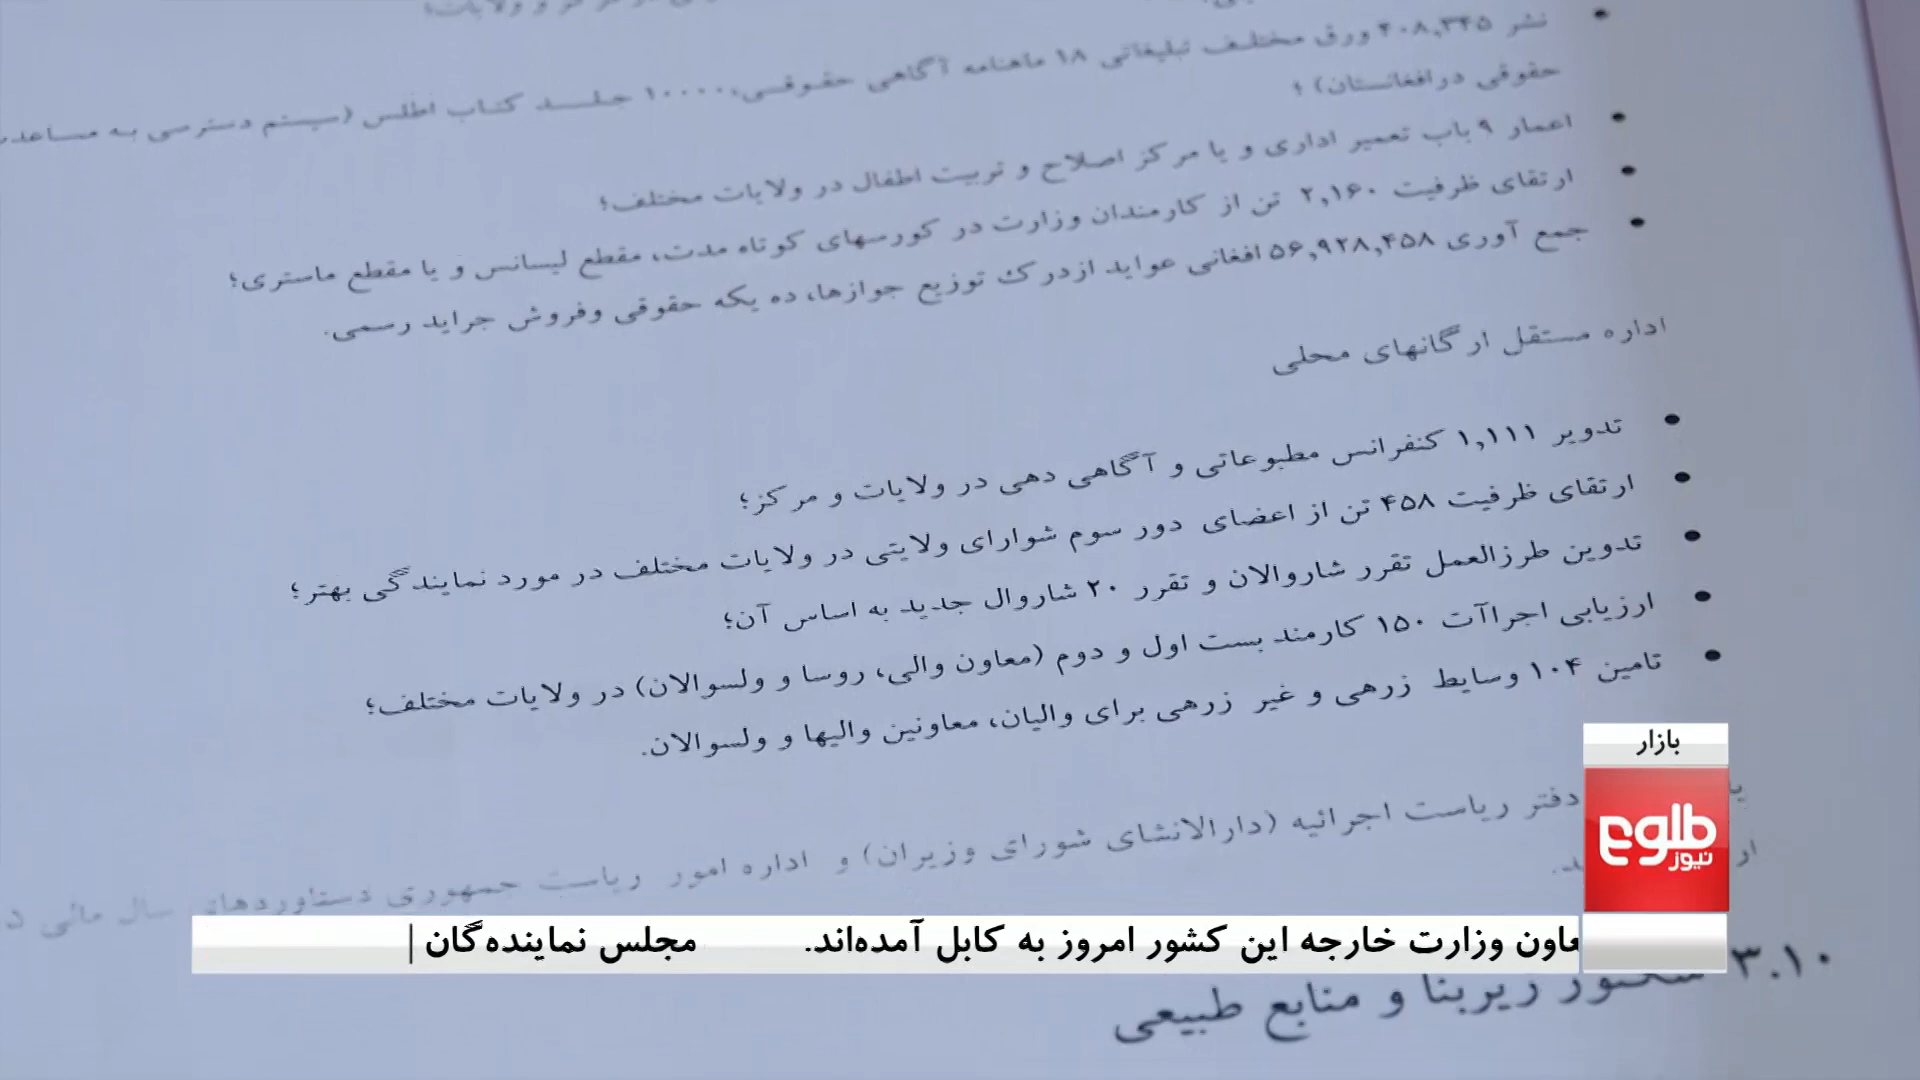 نشر ۴۰۸,۳۴۵ ورق مختلف تبلیغاتی ۱۸ ماهنامه آگاهی حقوقی، ۱۰۰۰۰ جلد کتاب اطلس (سیستم دسترسی به مساعدت
حقوقی درافغانستان) ؛
اعمار ۹ باب تعمیر اداری و یا مرکز اصلاح و تربیت اطفال در ولایات مختلف؛
ارتقای ظرفیت ۲,۱۶۰ تن از کارمندان وزارت در کورسهای کوتاه مدت، مقطع لیسانس و یا مقطع ماستری؛
جمع آوری ۵۶,۹۲۸,۴۵۸ افغانی عواید ازدرک توزیع جوازها، ده یکه حقوقی وفروش جراید رسمی.
اداره مستقل ارگانهای محلی
تدویر ۱,۱۱۱ کنفرانس مطبوعاتی و آگاهی دهی در ولایات و مرکز؛
ارتقای ظرفیت ۴۵۸ تن از اعضای دور سوم شوارای ولایتی در ولایات مختلف در مورد نمایندگی بهتر؛
تدوین طرزالعمل تقرر شاروالان و تقرر ۲۰ شاروال جدید به اساس آن؛
ارزیابی اجراآت ۱۵۰ کارمند بست اول و دوم (معاون والی، روسا و ولسوالان) در ولایات مختلف؛
تامین ۱۰۴ وسایط زرهی و غیر زرهی برای والیان، معاونین والیها و ولسوالان.
بازار
طلوع
نیوز
دفتر ریاست اجرائیه (دارالانشای شورای وزیران) و اداره امور ریاست جمهوری دستاوردهای سال مالی
عاون وزارت خارجه این کشور امروز به کابل آمده‌اند. مجلس نماینده‌گان |
۳.۱۰ سکتور زیربنا و منابع طبیعی